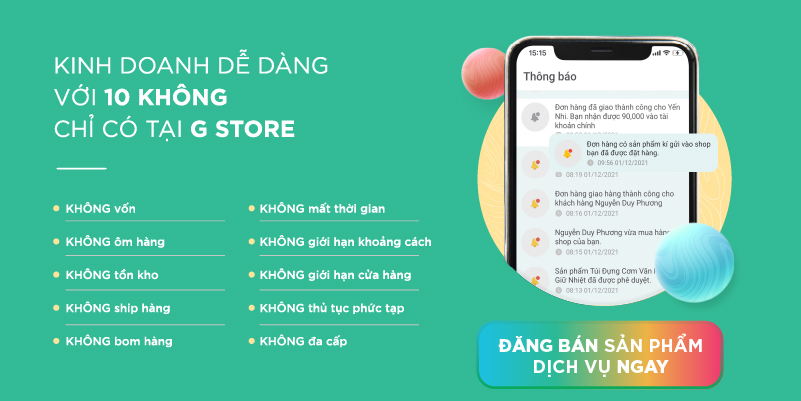 KINH DOANH DỄ DÀNG
VỚI 10 KHÔNG
CHỈ CÓ TẠI G STORE
KHÔNG vốn
KHÔNG ôm hàng
KHÔNG tồn kho
KHÔNG ship hàng
KHÔNG bom hàng
KHÔNG mất thời gian
KHÔNG giới hạn khoảng cách
KHÔNG giới hạn cửa hàng
KHÔNG thủ tục phức tạp
KHÔNG đa cấp
15:15
Thông báo
Đơn hàng đã giao thành công cho Yến
Nhi. Bạn nhận được 90,000 vào tài
khoản chính
Đơn hàng có sản phẩm kí gửi vào shop
bạn đã được đặt hàng.
09:56 01/12/2021
08:19 01/12/2021
Đơn hàng giao hàng thành công cho
khách hàng Nguyễn Duy Phương
08:16 01/12/2021
Nguyễn Duy Phương vừa mua hàng
shop của bạn.
08:15 01/12/2021
Sản phẩm Túi Đựng Cơm Văn
Giữ Nhiệt đã được phê duyệt.
08:13 01/12/2021
ĐĂNG BÁN SẢN PHẨM
DỊCH VỤ NGAY